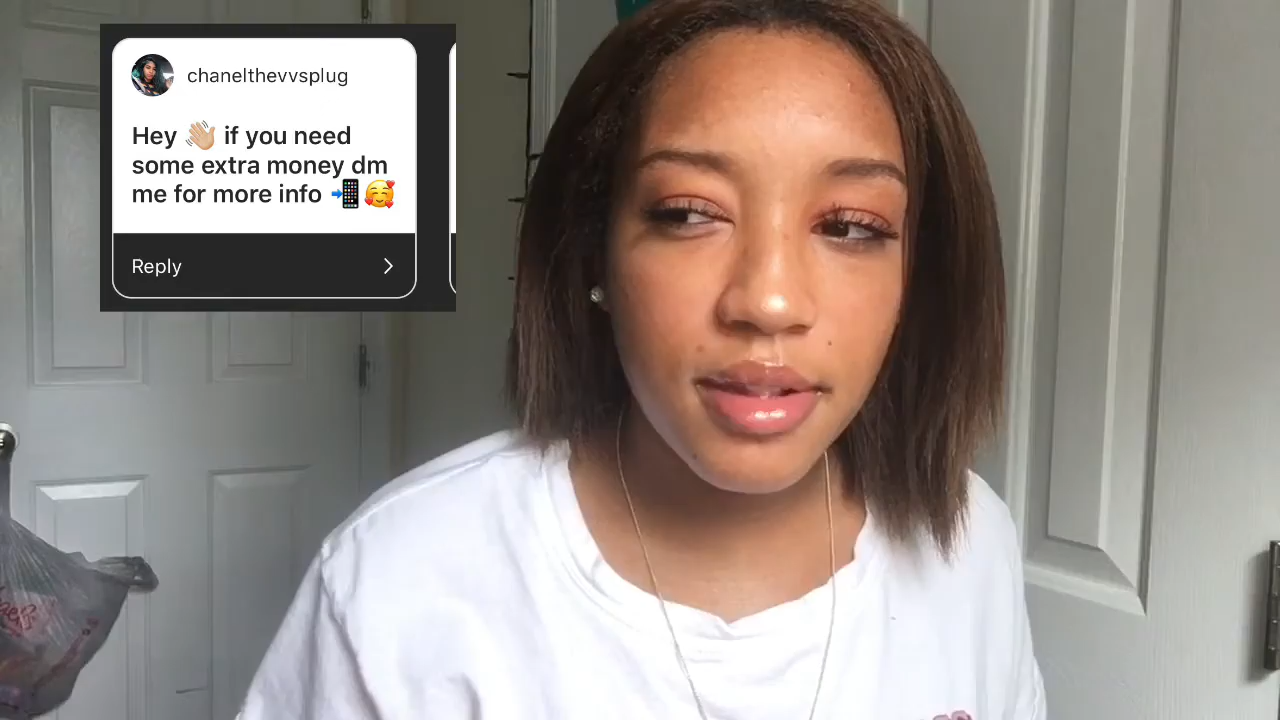 chanelthevvsplug
Hey 👋🏼 if you need
some extra money dm
me for more info 📲🥰
Reply